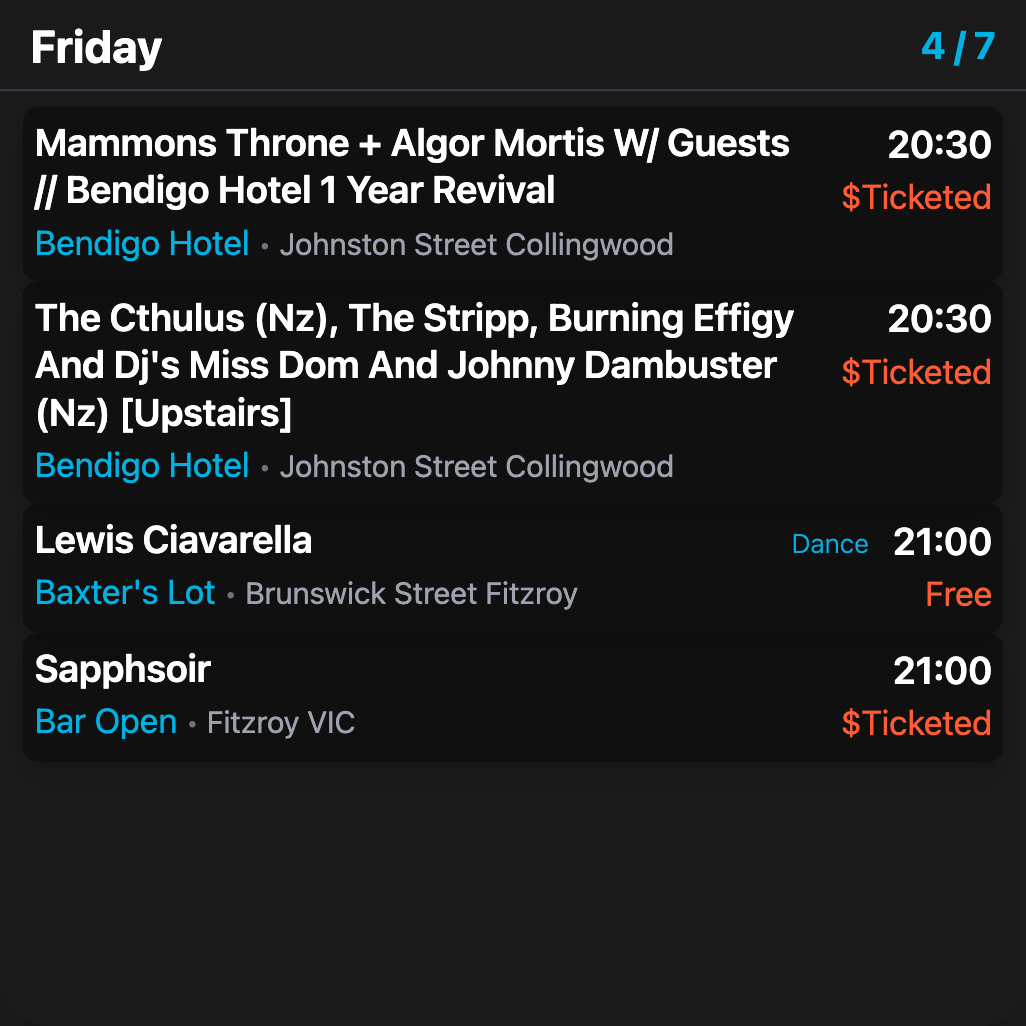 Friday 4 / 7
Mammons Throne + Algor Mortis W/ Guests 20:30
// Bendigo Hotel 1 Year Revival $Ticketed
Bendigo Hotel • Johnston Street Collingwood
The Cthulus (Nz), The Stripp, Burning Effigy 20:30
And Dj's Miss Dom And Johnny Dambuster $Ticketed
(Nz) [Upstairs]
Bendigo Hotel • Johnston Street Collingwood
Lewis Ciavarella Dance 21:00
Baxter's Lot • Brunswick Street Fitzroy Free
Sapphsoir 21:00
Bar Open • Fitzroy VIC $Ticketed